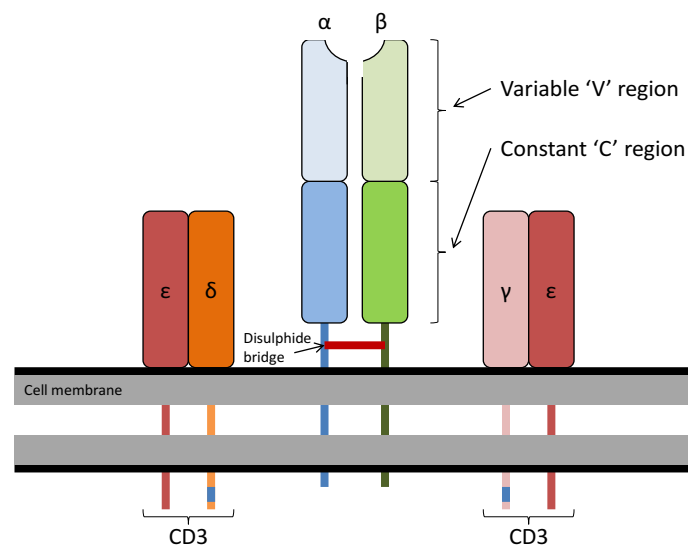 α β
Variable 'V' region
Constant 'C' region
ε δ γ ε
Disulphide
bridge
Cell membrane
CD3 CD3